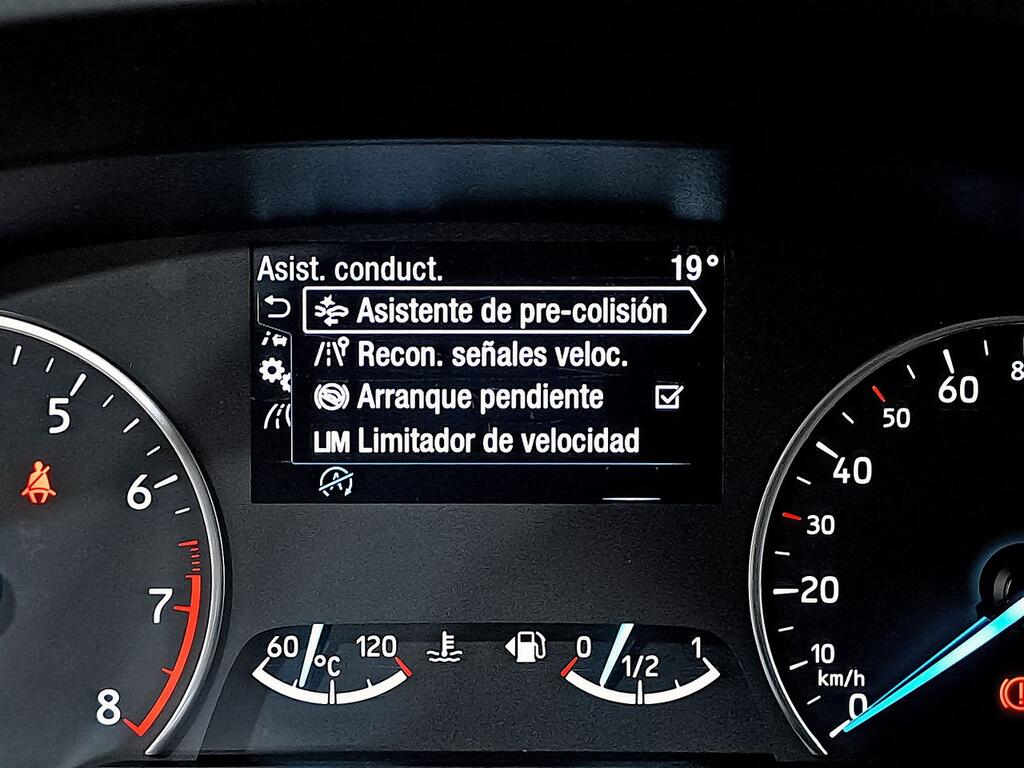 Asist. conduct. 19°
Asistente de pre-colisión
Recon. señales veloc.
Arranque pendiente
LIM Limitador de velocidad
A
5
6
7
8
60 120
°C
0 1/2 1
8
60
50
40
30
20
10
km/h
0